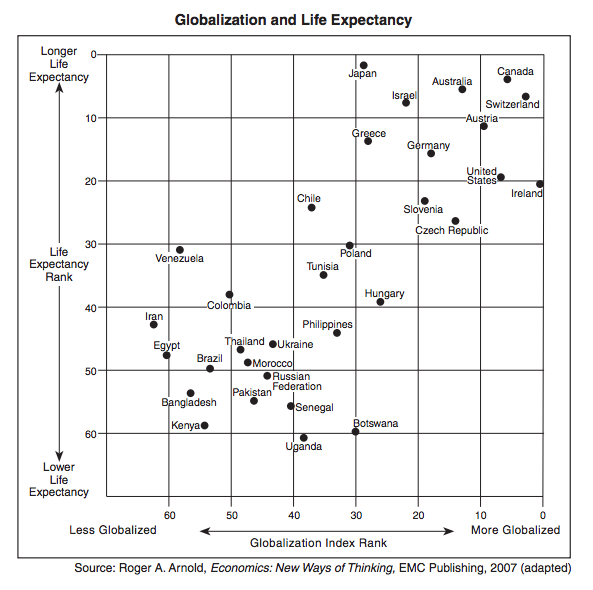 Globalization and Life Expectancy
Longer
Life
Expectancy
0
Japan
Canada
Australia
Israel
Switzerland
10
Austria
Greece
Germany
20
United
States
Ireland
Chile
Slovenia
Czech Republic
30
Life
Expectancy
Rank
Venezuela
Poland
Tunisia
Colombia
Hungary
40
Iran
Philippines
Egypt
Thailand
Ukraine
Brazil
Morocco
50
Russian
Federation
Bangladesh
Pakistan
Senegal
Kenya
Botswana
60
Uganda
Lower
Life
Expectancy
60 50 40 30 20 10 0
Less Globalized
More Globalized
Globalization Index Rank
Source: Roger A. Arnold, Economics: New Ways of Thinking, EMC Publishing, 2007 (adapted)